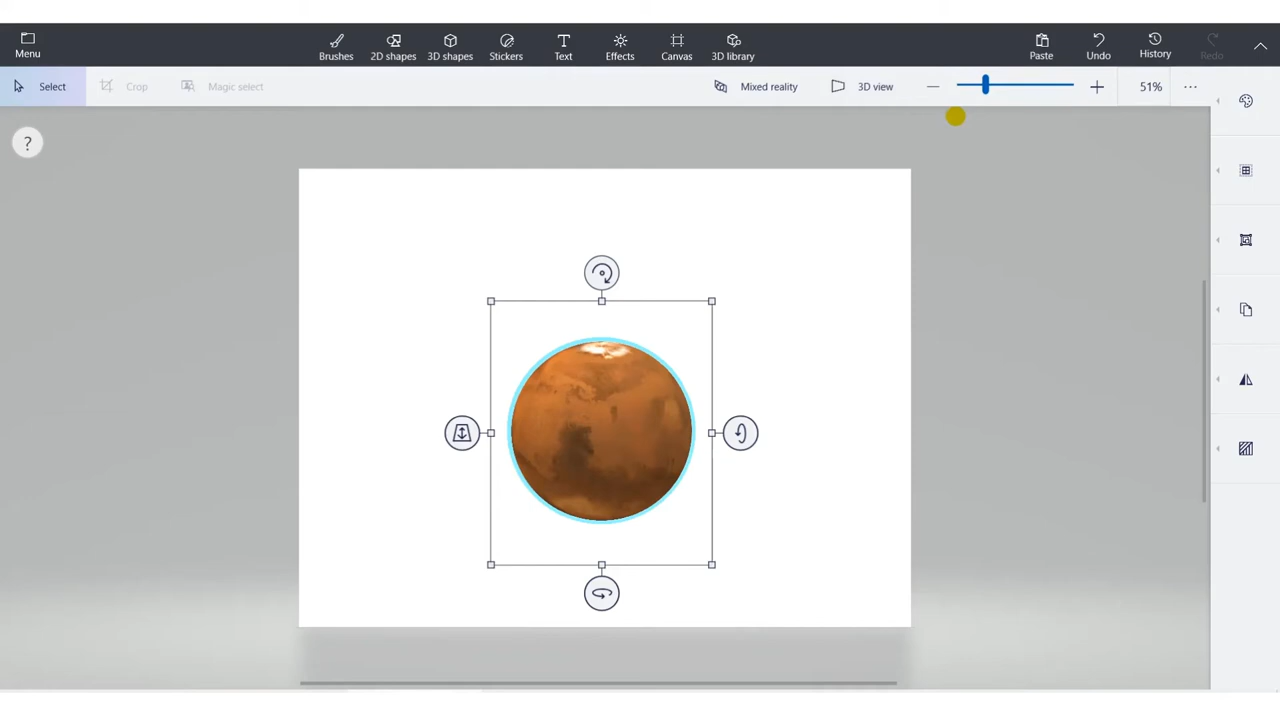 Menu
Brushes 2D shapes 3D shapes Stickers Text Effects Canvas 3D library Paste Undo History Redo
Select Crop Magic select Mixed reality 3D view 51%
?